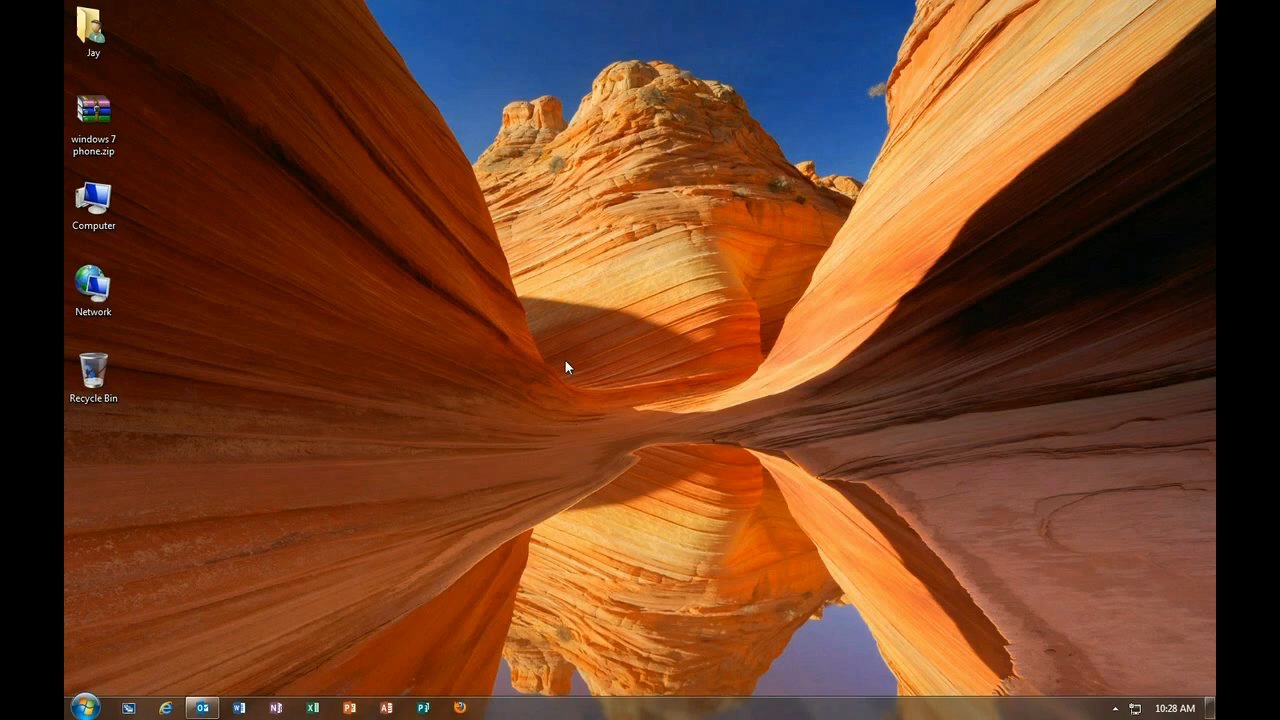 Jay
windows 7
phone.zip
Computer
Network
Recycle Bin
10:28 AM